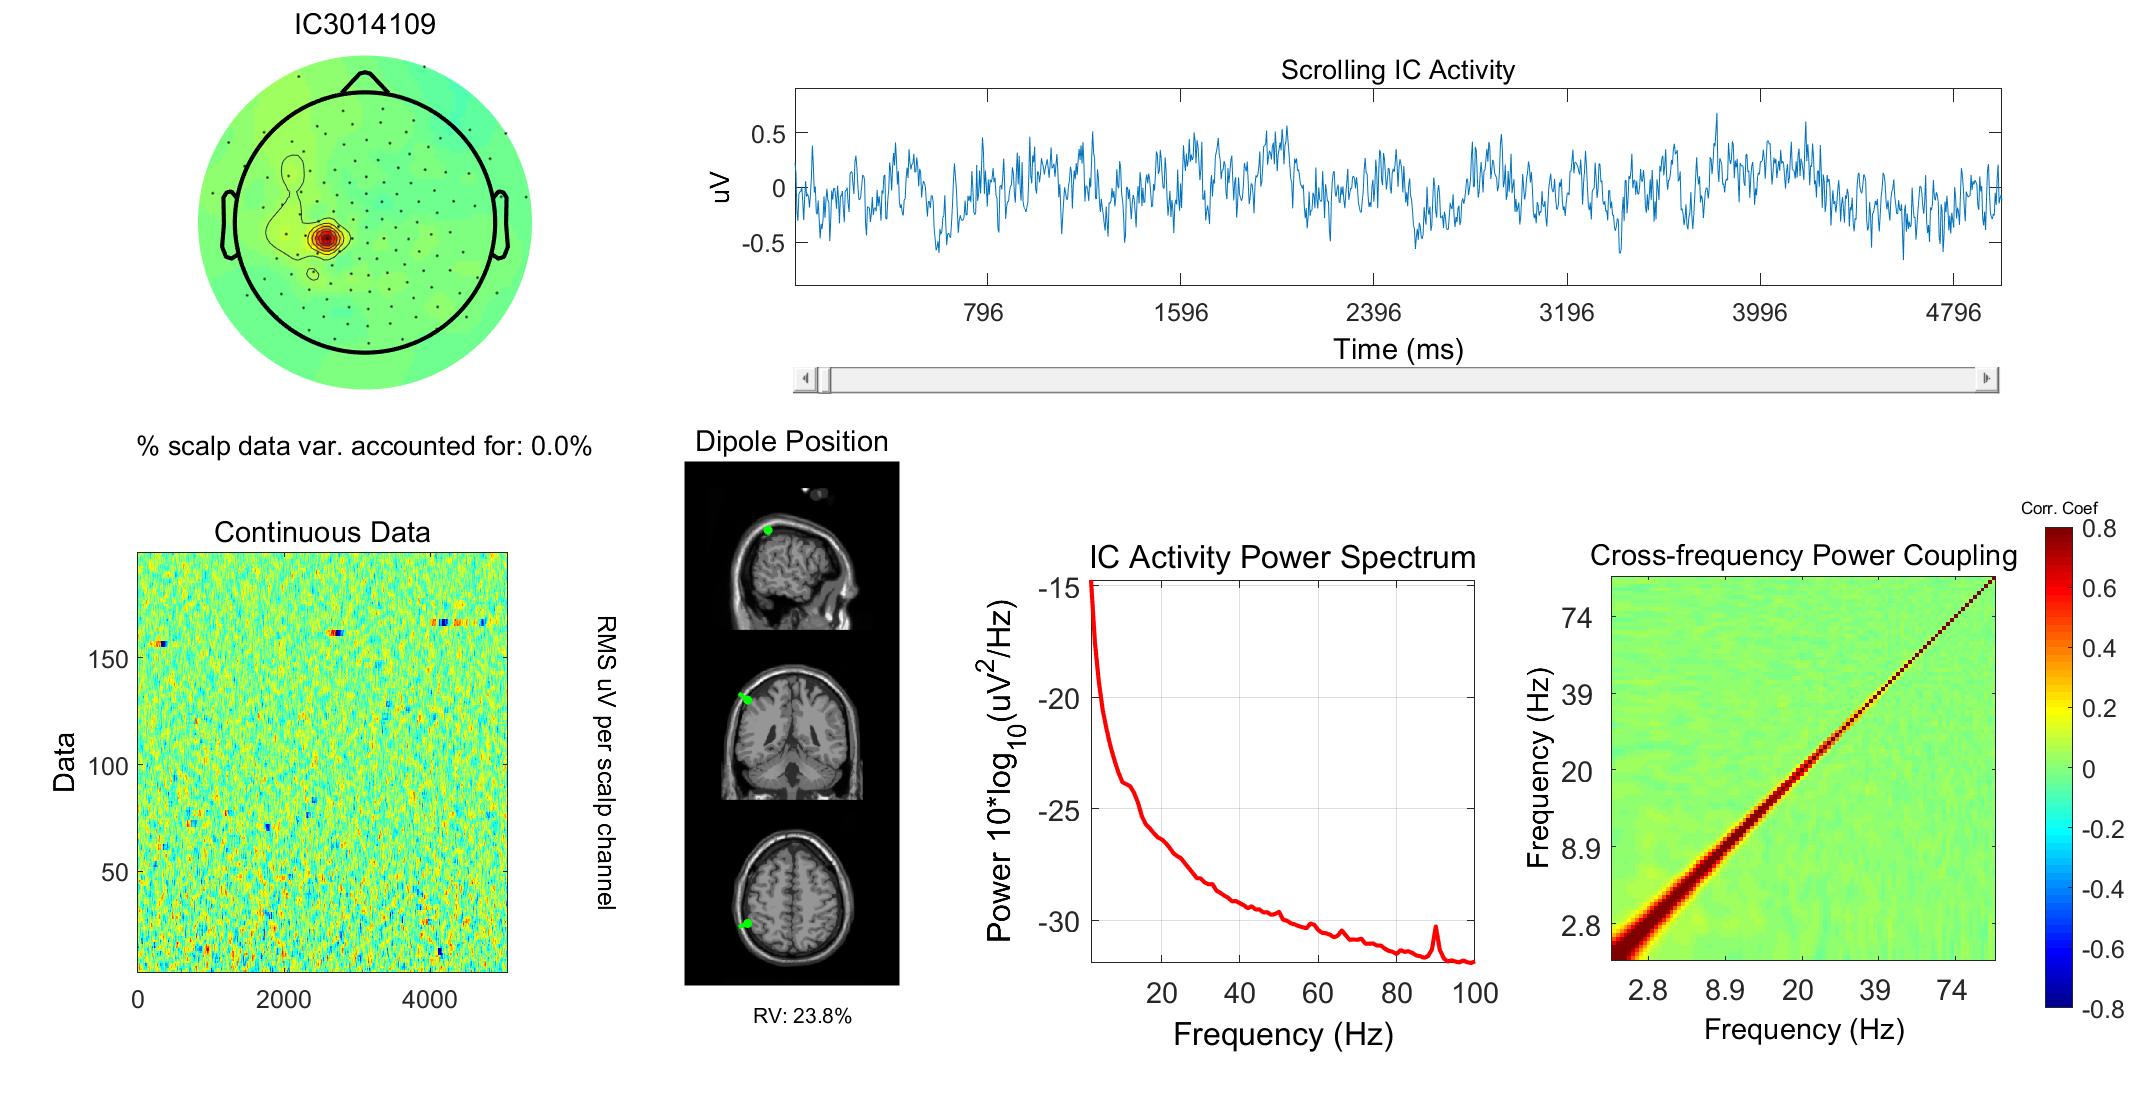 IC3014109
% scalp data var. accounted for: 0.0%
Scrolling IC Activity
uV
0.5
0
-0.5
796 1596 2396 3196 3996 4796
Time (ms)
Continuous Data
Data
150
100
50
0 2000 4000
RMS uV per scalp channel
Dipole Position
RV: 23.8%
IC Activity Power Spectrum
Power 10*log10(uV2/Hz)
-15
-20
-25
-30
20 40 60 80 100
Frequency (Hz)
Cross-frequency Power Coupling
Frequency (Hz)
74
39
20
8.9
2.8
2.8 8.9 20 39 74
Frequency (Hz)
Corr. Coef
0.8
0.6
0.4
0.2
0
-0.2
-0.4
-0.6
-0.8